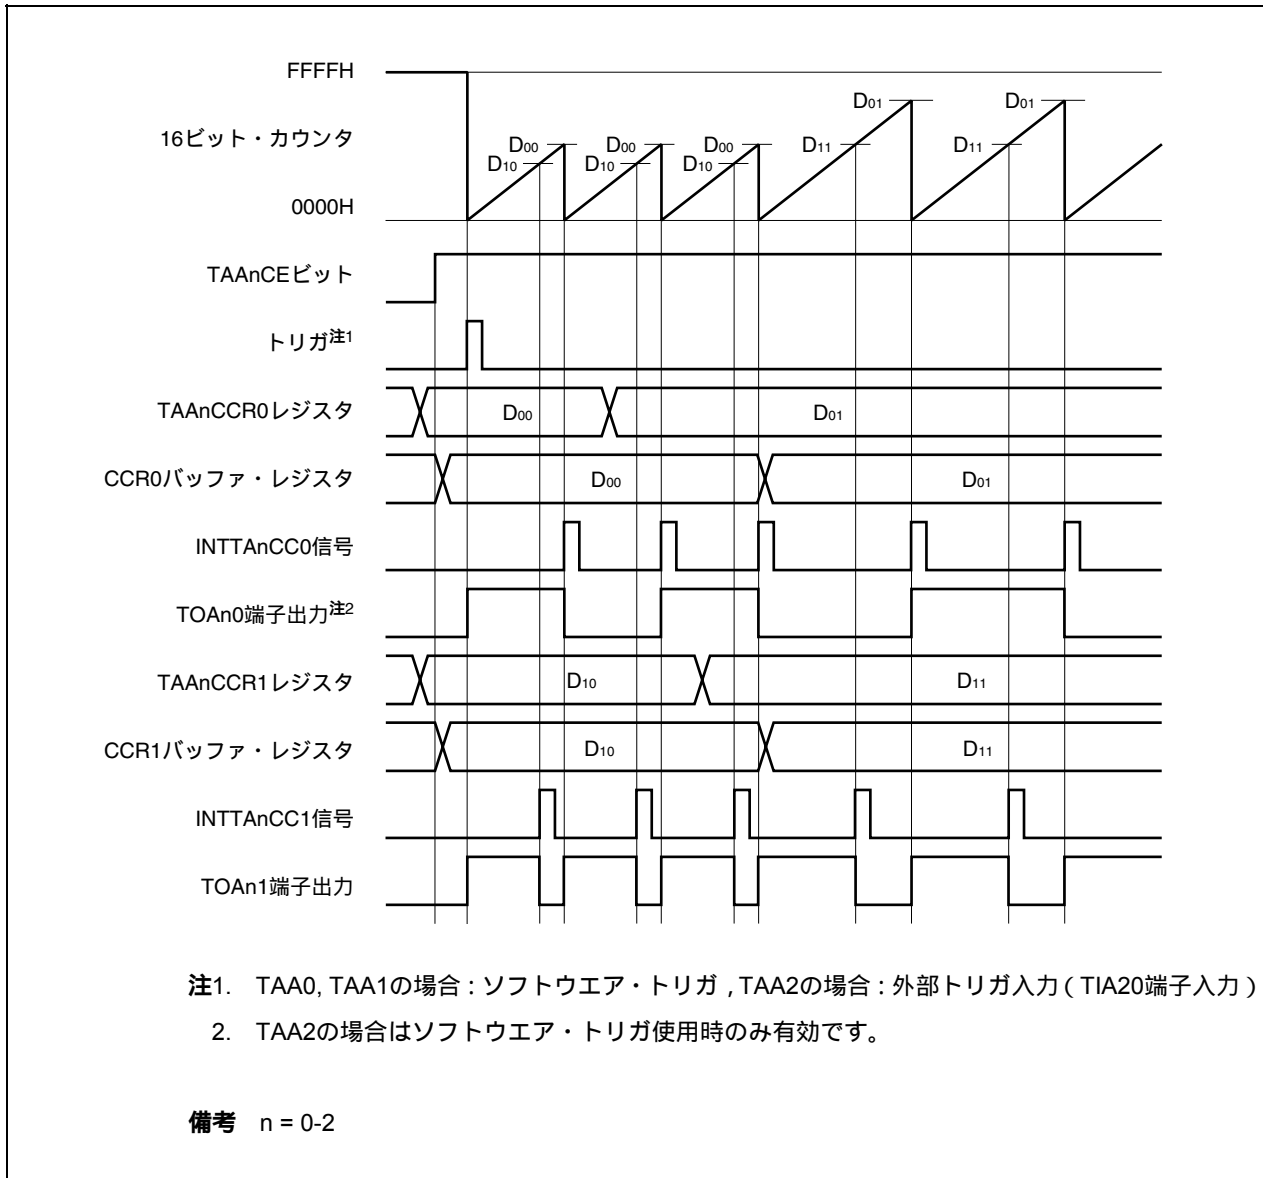 FFFFH
D01 D01
16ビット・カウンタ
D00 D00 D00 D11 D11
D10 D10 D10
0000H
TAAnCEビット
トリガ注1
TAAnCCR0レジスタ D00 D01
CCR0バッファ・レジスタ D00 D01
INTTAnCC0信号
TOAn0端子出力注2
TAAnCCR1レジスタ D10 D11
CCR1バッファ・レジスタ D10 D11
INTTAnCC1信号
TOAn1端子出力
注1. TAA0, TAA1の場合:ソフトウエア・トリガ,TAA2の場合:外部トリガ入力(TIA20端子入力)
2. TAA2の場合はソフトウエア・トリガ使用時のみ有効です。
備考 n = 0-2